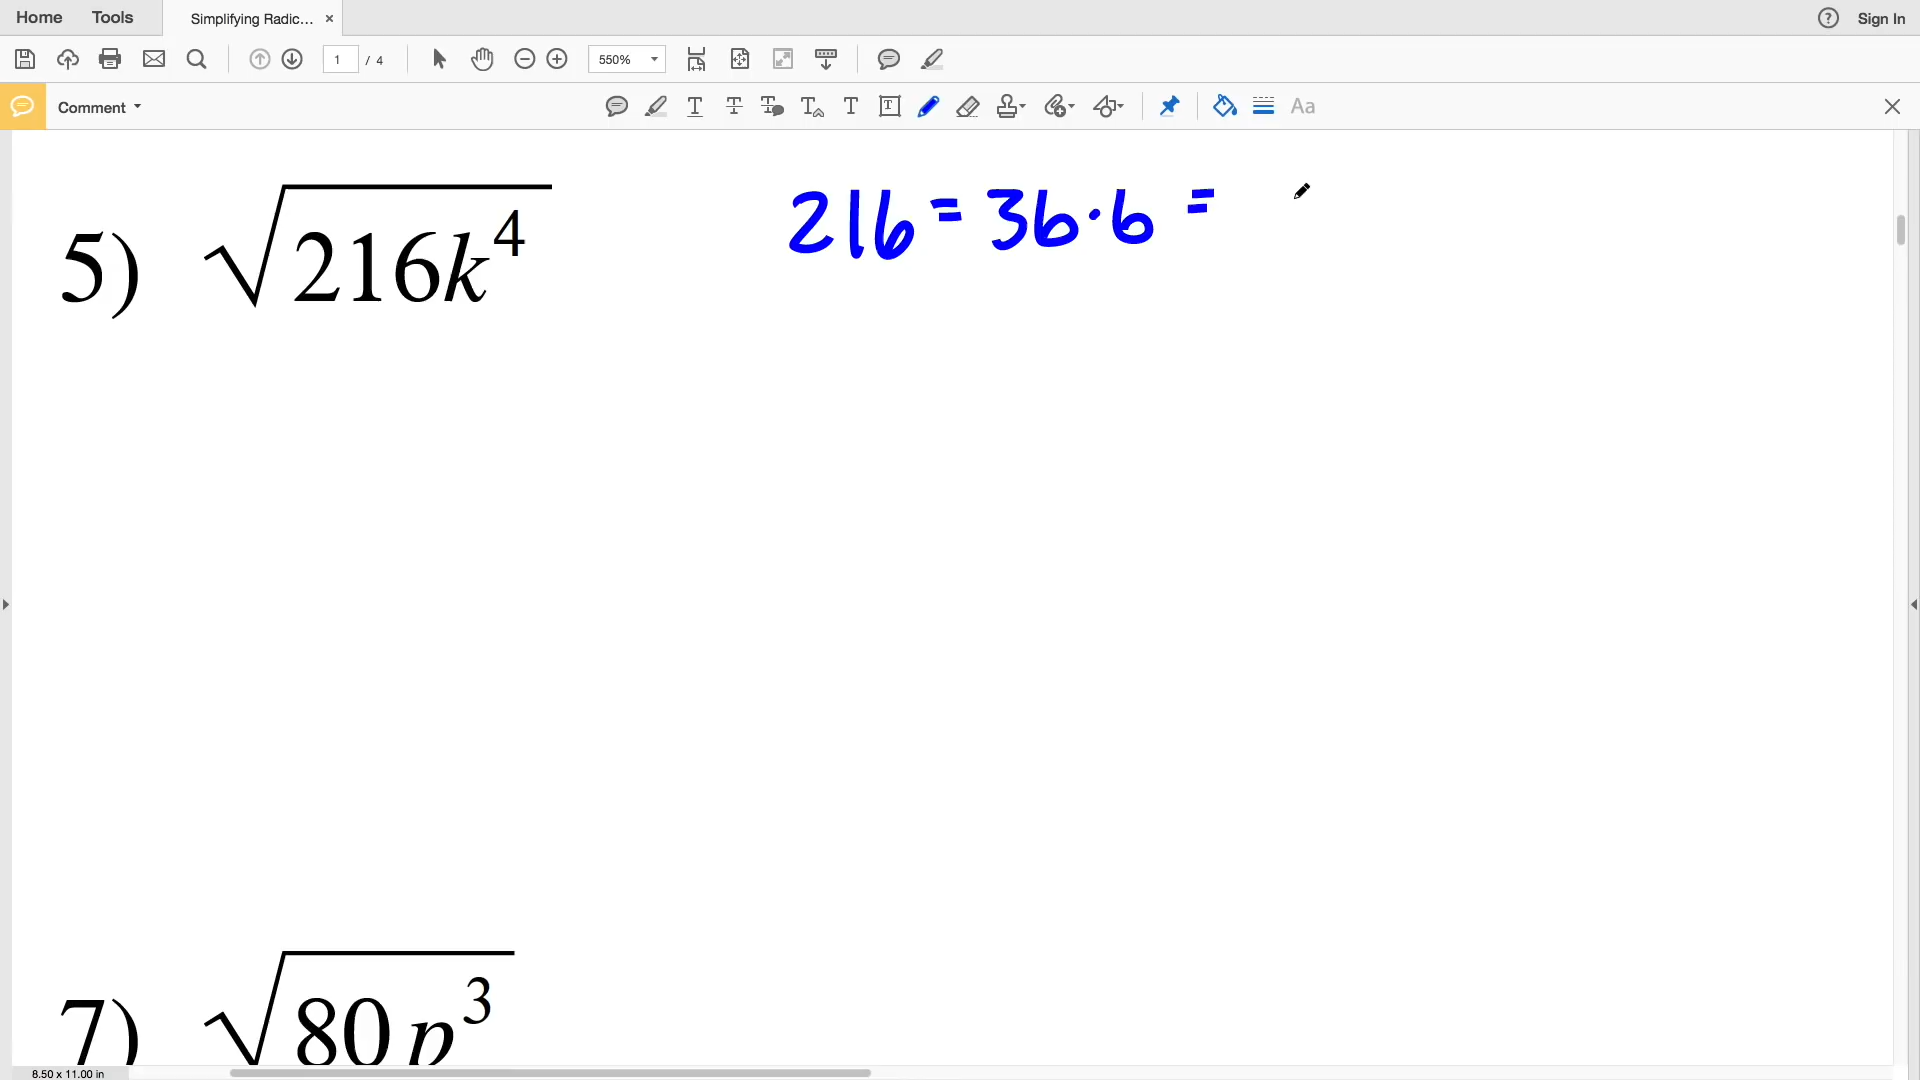 Home Tools Simplifying Radic... × ? Sign In
1 / 4 550%
Comment T T T T T T Aa
5) √216k⁴ 216 = 36·6 =
7) √80p³
8.50 x 11.00 in